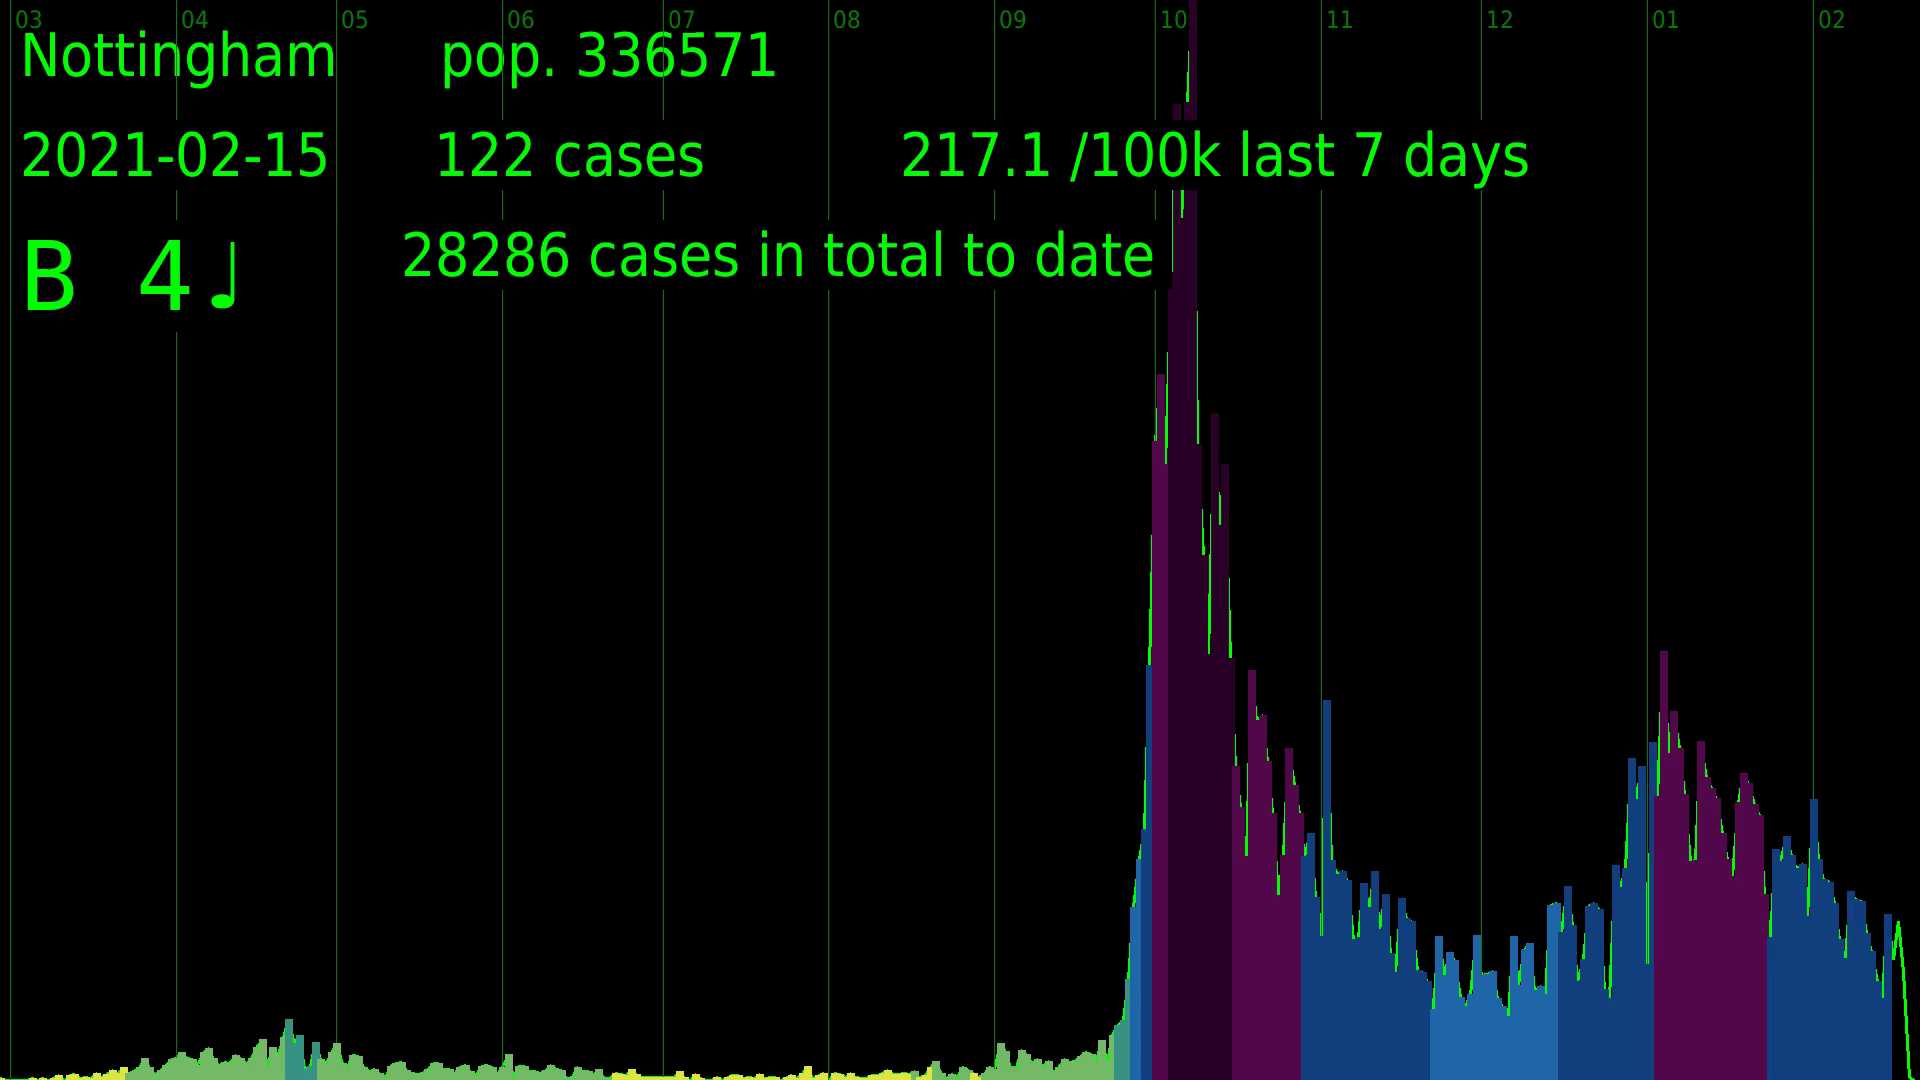 03 04 05 06 07 08 09 10 11 12 01 02
Nottingham pop. 336571
2021-02-15 122 cases 217.1 /100k last 7 days
B 4♩ 28286 cases in total to date